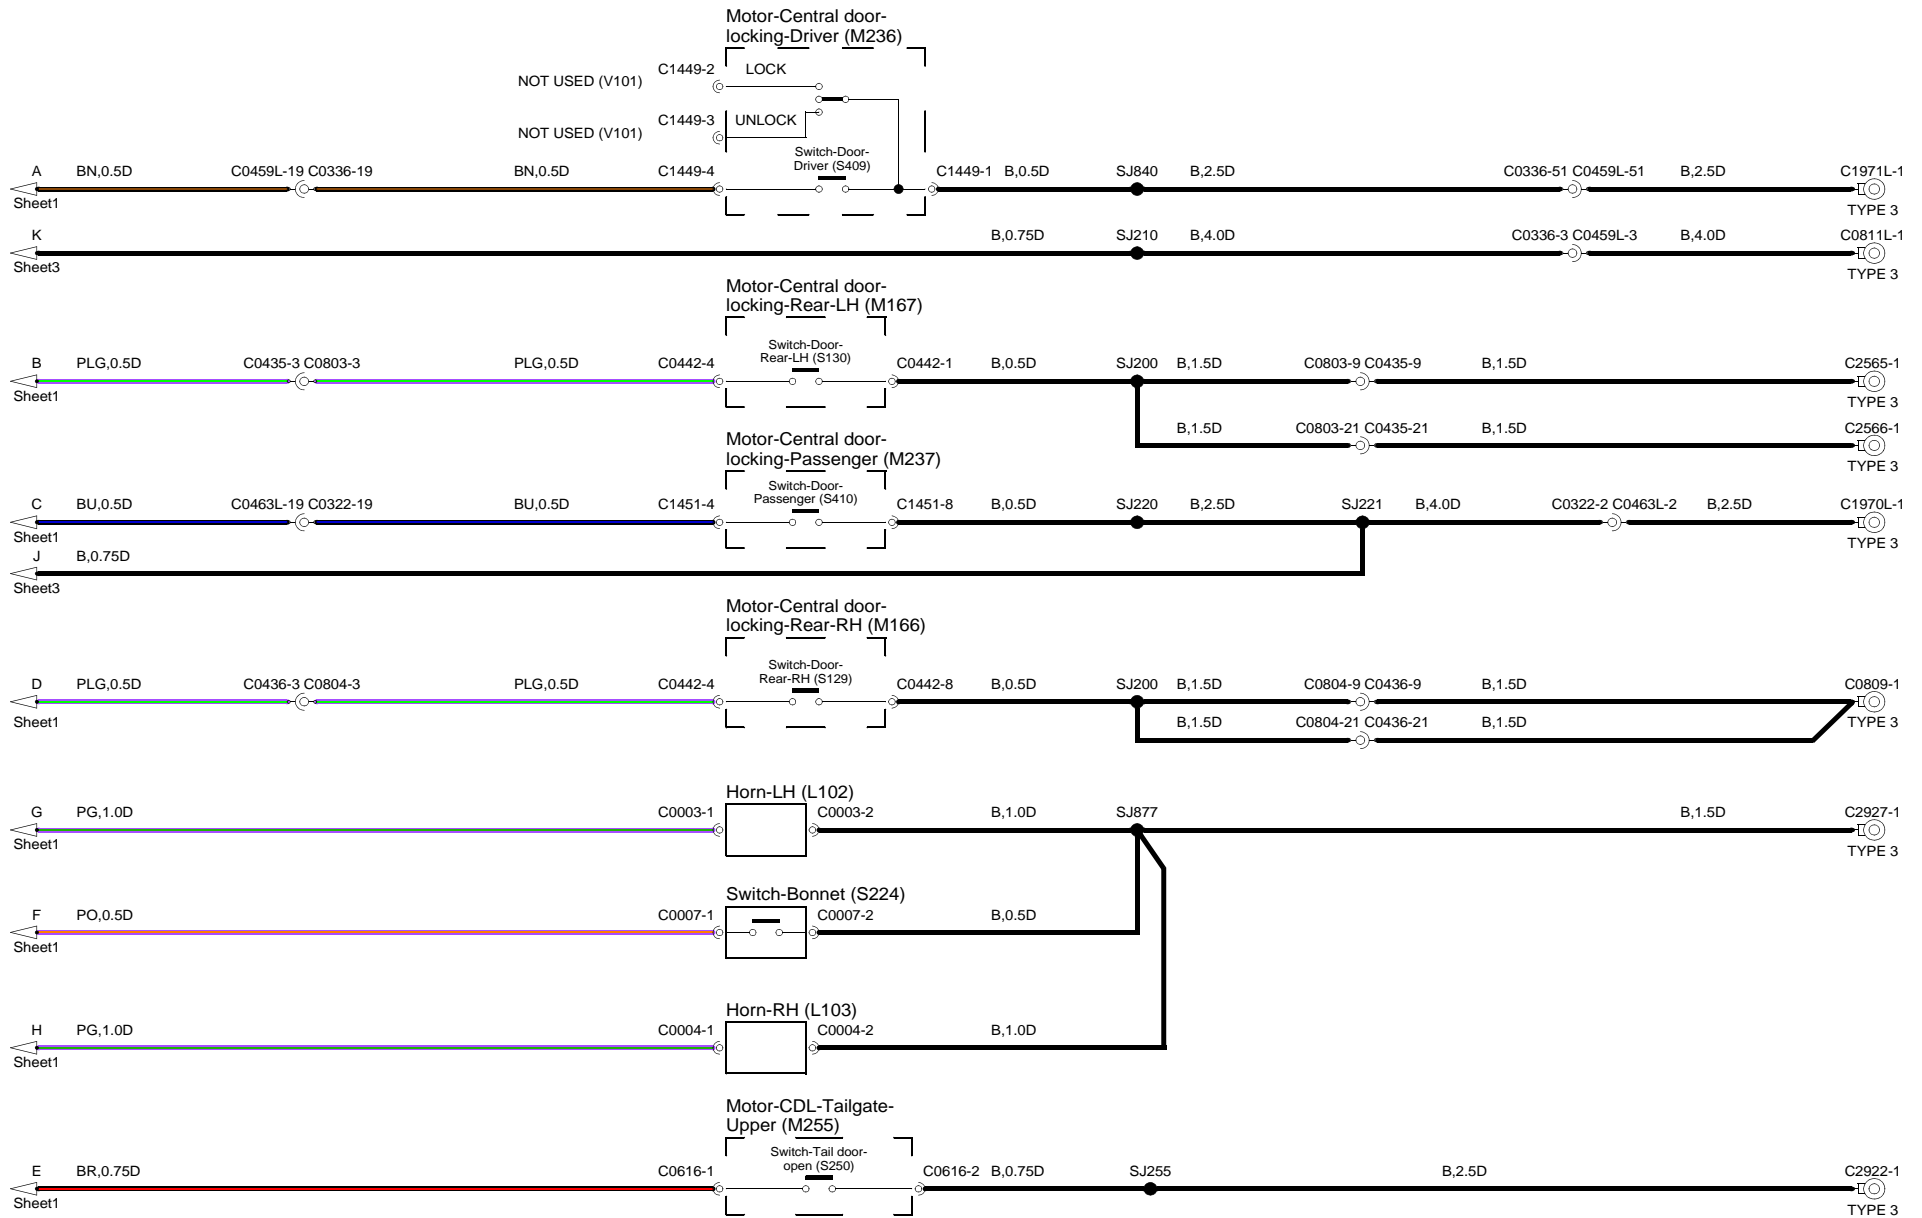 Motor-Central door-
locking-Driver (M236)
C1449-2 LOCK
NOT USED (V101)
C1449-3 UNLOCK
NOT USED (V101)
Switch-Door-
Driver (S409)
A BN,0.5D C0459L-19 C0336-19 BN,0.5D C1449-4 C1449-1 B,0.5D SJ840 B,2.5D C0336-51 C0459L-51 B,2.5D C1971L-1
Sheet1 TYPE 3
K B,0.75D SJ210 B,4.0D C0336-3 C0459L-3 B,4.0D C0811L-1
Sheet3 TYPE 3
Motor-Central door-
locking-Rear-LH (M167)
Switch-Door-
Rear-LH (S130)
B PLG,0.5D C0435-3 C0803-3 PLG,0.5D C0442-4 C0442-1 B,0.5D SJ200 B,1.5D C0803-9 C0435-9 B,1.5D C2565-1
Sheet1 TYPE 3
B,1.5D C0803-21 C0435-21 B,1.5D C2566-1
TYPE 3
Motor-Central door-
locking-Passenger (M237)
Switch-Door-
Passenger (S410)
C BU,0.5D C0463L-19 C0322-19 BU,0.5D C1451-4 C1451-8 B,0.5D SJ220 B,2.5D SJ221 B,4.0D C0322-2 C0463L-2 B,2.5D C1970L-1
Sheet1 TYPE 3
J B,0.75D
Sheet3
Motor-Central door-
locking-Rear-RH (M166)
Switch-Door-
Rear-RH (S129)
D PLG,0.5D C0436-3 C0804-3 PLG,0.5D C0442-4 C0442-8 B,0.5D SJ200 B,1.5D C0804-9 C0436-9 B,1.5D C0809-1
Sheet1 TYPE 3
B,1.5D C0804-21 C0436-21 B,1.5D
Horn-LH (L102)
G PG,1.0D C0003-1 C0003-2 B,1.0D SJ877 B,1.5D C2927-1
Sheet1 TYPE 3
Switch-Bonnet (S224)
F PO,0.5D C0007-1 C0007-2 B,0.5D
Sheet1
Horn-RH (L103)
H PG,1.0D C0004-1 C0004-2 B,1.0D
Sheet1
Motor-CDL-Tailgate-
Upper (M255)
Switch-Tail door-
open (S250)
E BR,0.75D C0616-1 C0616-2 B,0.75D SJ255 B,2.5D C2922-1
Sheet1 TYPE 3